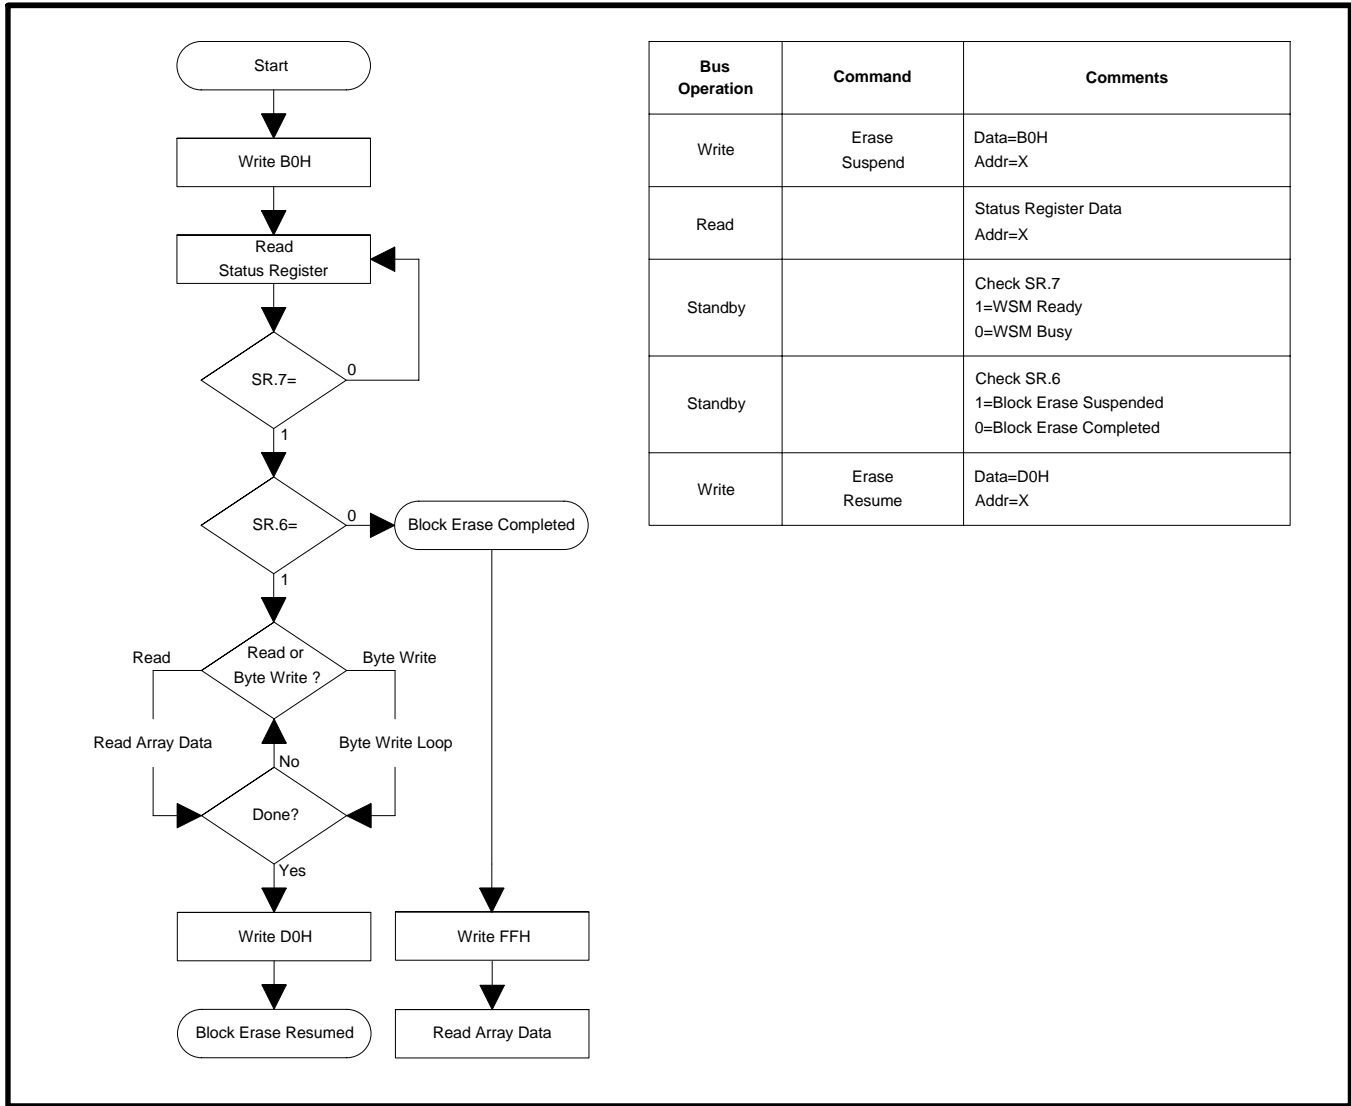 Start
Write B0H
Read
Status Register
SR.7=
0
1
SR.6=
0
Block Erase Completed
1
Read or
Byte Write ?
Read
Byte Write
Read Array Data
Byte Write Loop
No
Done?
Yes
Write D0H
Write FFH
Block Erase Resumed
Read Array Data
Bus
Operation
Command
Comments
Write
Erase
Suspend
Data=B0H
Addr=X
Read
Status Register Data
Addr=X
Standby
Check SR.7
1=WSM Ready
0=WSM Busy
Standby
Check SR.6
1=Block Erase Suspended
0=Block Erase Completed
Write
Erase
Resume
Data=D0H
Addr=X